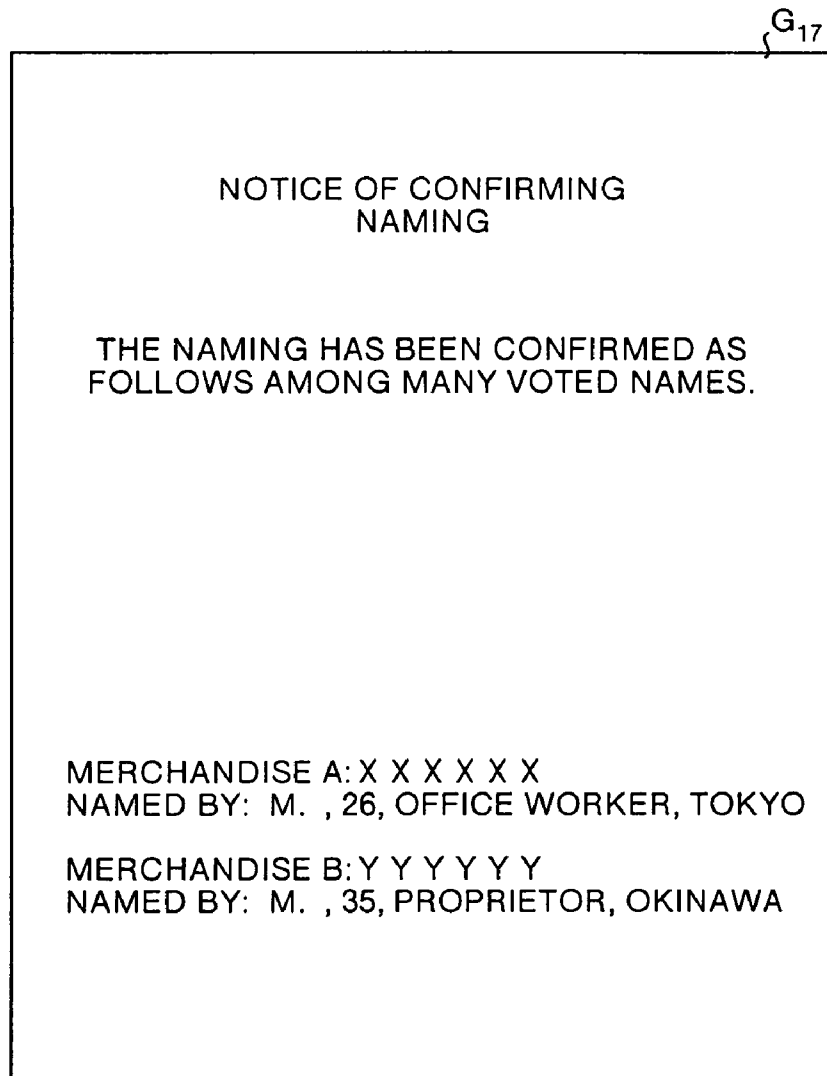 G17
NOTICE OF CONFIRMING
NAMING
THE NAMING HAS BEEN CONFIRMED AS
FOLLOWS AMONG MANY VOTED NAMES.
MERCHANDISE A: X X X X X X
NAMED BY: M. , 26, OFFICE WORKER, TOKYO
MERCHANDISE B: Y Y Y Y Y Y
NAMED BY: M. , 35, PROPRIETOR, OKINAWA